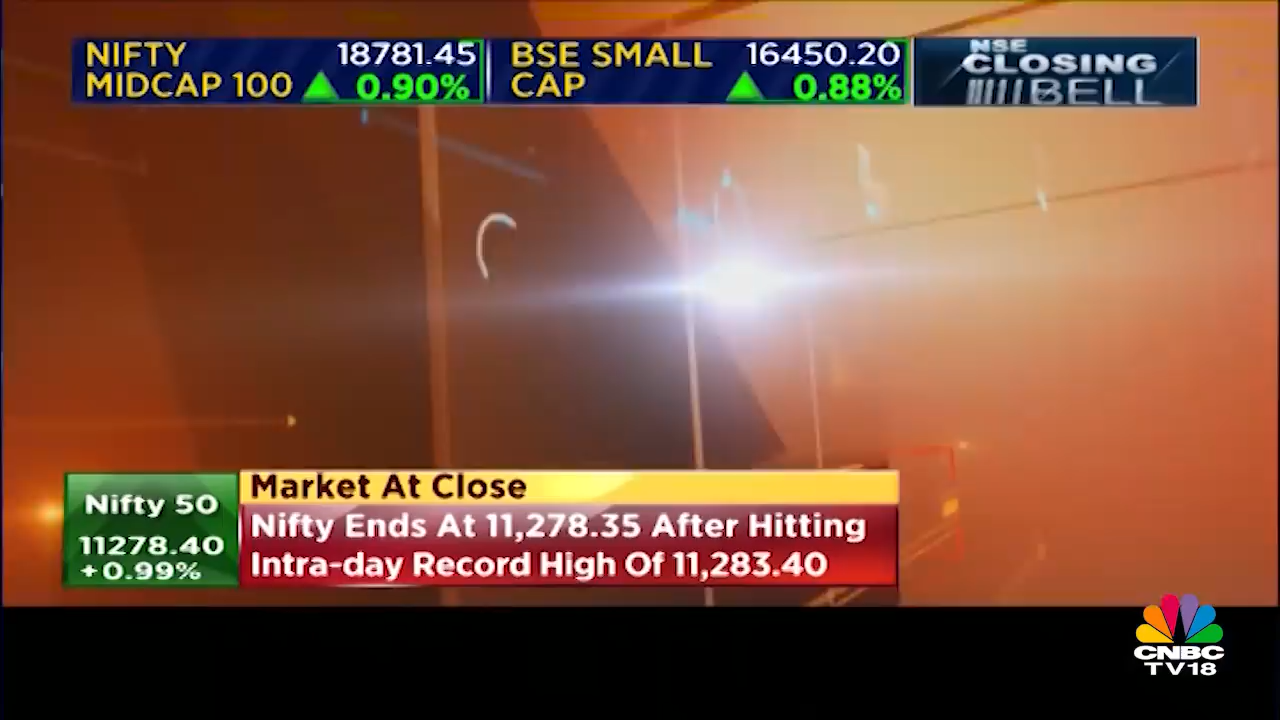 NIFTY 18781.45
MIDCAP 100 ▲ 0.90%
BSE SMALL 16450.20
CAP ▲ 0.88%
NSE
CLOSING
BELL
Market At Close
Nifty 50
11278.40
+0.99%
Nifty Ends At 11,278.35 After Hitting
Intra-day Record High Of 11,283.40
CNBC
TV18